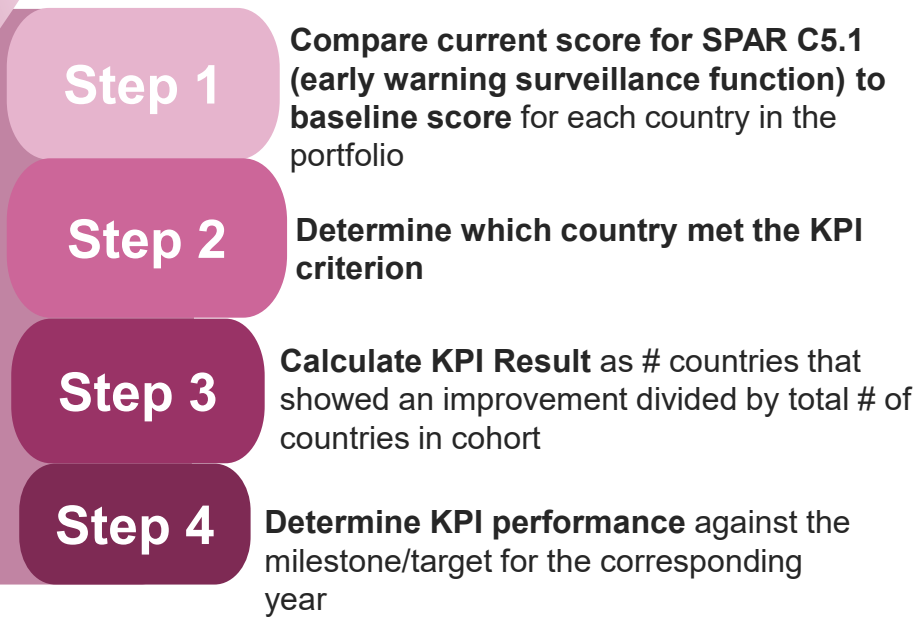 Step 1
Compare current score for SPAR C5.1
(early warning surveillance function) to
baseline score for each country in the
portfolio
Step 2
Determine which country met the KPI
criterion
Step 3
Calculate KPI Result as # countries that
showed an improvement divided by total # of
countries in cohort
Step 4
Determine KPI performance against the
milestone/target for the corresponding
year